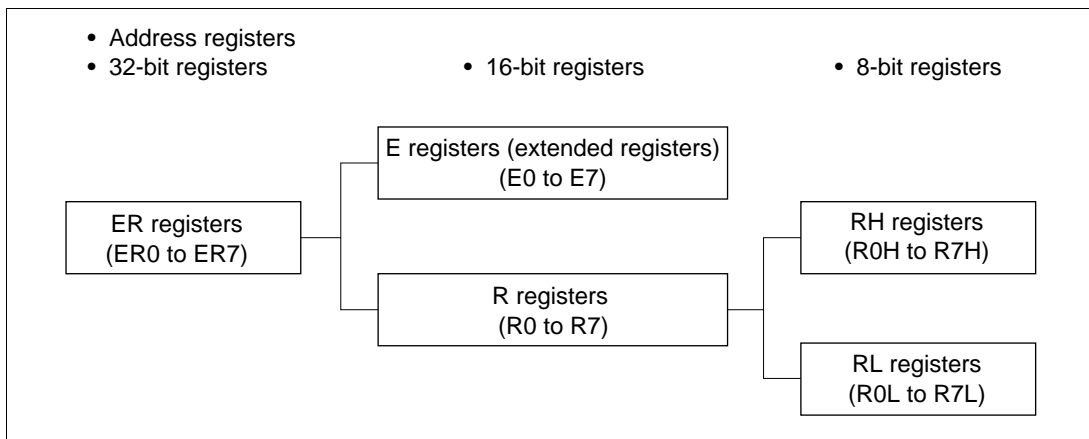 • Address registers
• 32-bit registers
• 16-bit registers
• 8-bit registers
E registers (extended registers)
(E0 to E7)
ER registers
(ER0 to ER7)
RH registers
(R0H to R7H)
R registers
(R0 to R7)
RL registers
(R0L to R7L)